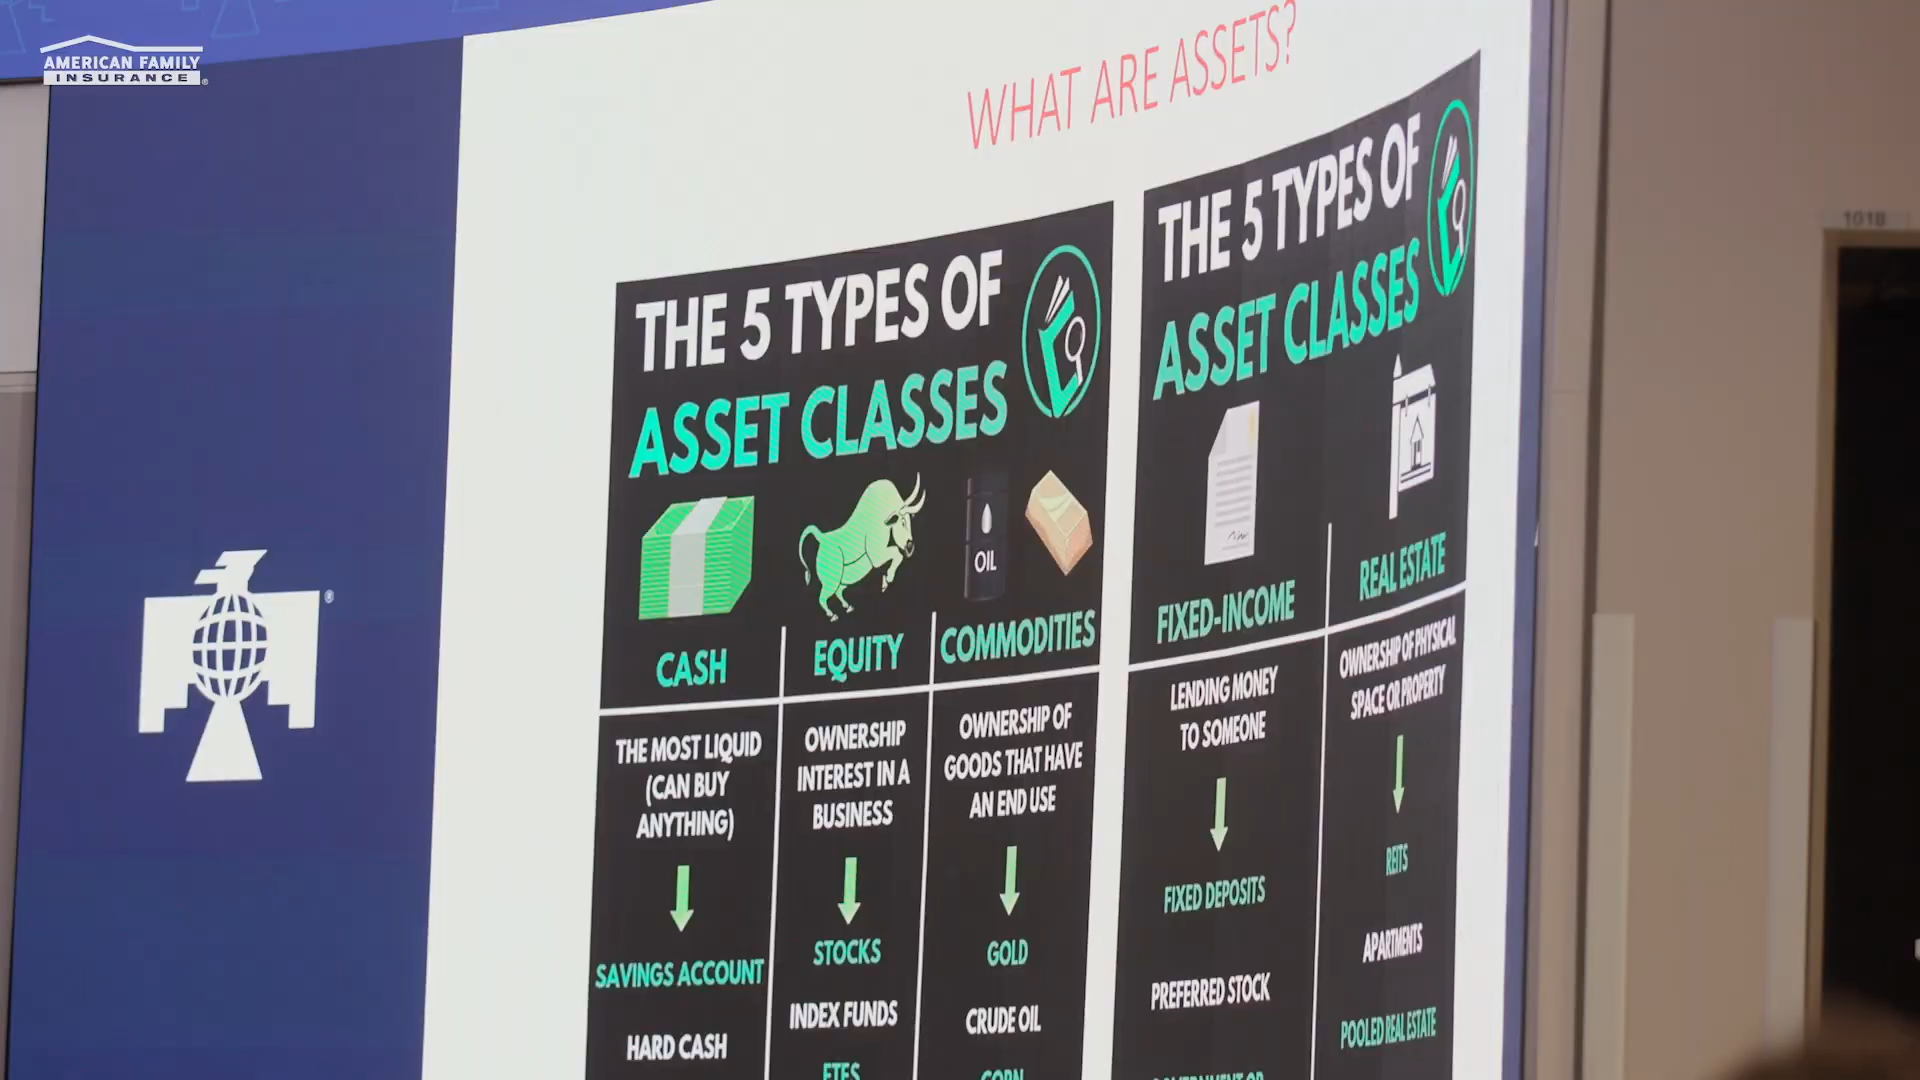 AMERICAN FAMILY
INSURANCE®
WHAT ARE ASSETS?
THE 5 TYPES OF
ASSET CLASSES
OIL
CASH
EQUITY
COMMODITIES
THE MOST LIQUID
(CAN BUY
ANYTHING)
SAVINGS ACCOUNT
HARD CASH
OWNERSHIP
INTEREST IN A
BUSINESS
STOCKS
INDEX FUNDS
OWNERSHIP OF
GOODS THAT HAVE
AN END USE
GOLD
CRUDE OIL
CORN
THE 5 TYPES OF
ASSET CLASSES
FIXED-INCOME
REAL ESTATE
LENDING MONEY
TO SOMEONE
FIXED DEPOSITS
PREFERRED STOCK
GOVERNMENT OR
OWNERSHIP OF PHYSICAL
SPACE OR PROPERTY
REITS
APARTMENTS
POOLED REAL ESTATE
®
1018